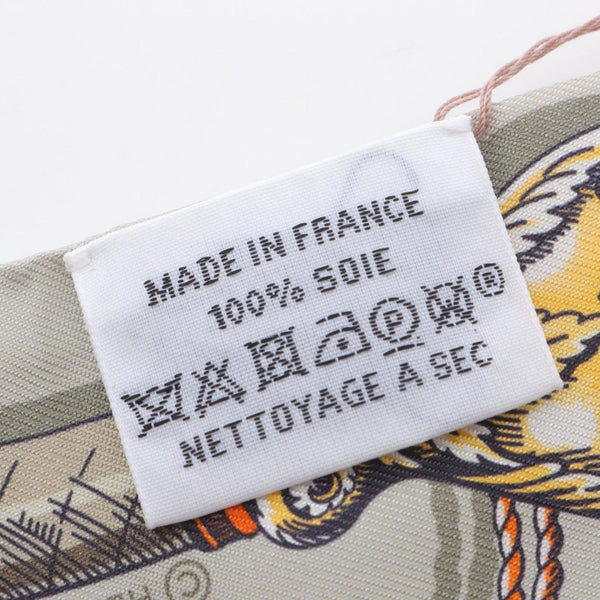 MADE IN FRANCE
100% SOIE
®
NETTOYAGE A SEC
©